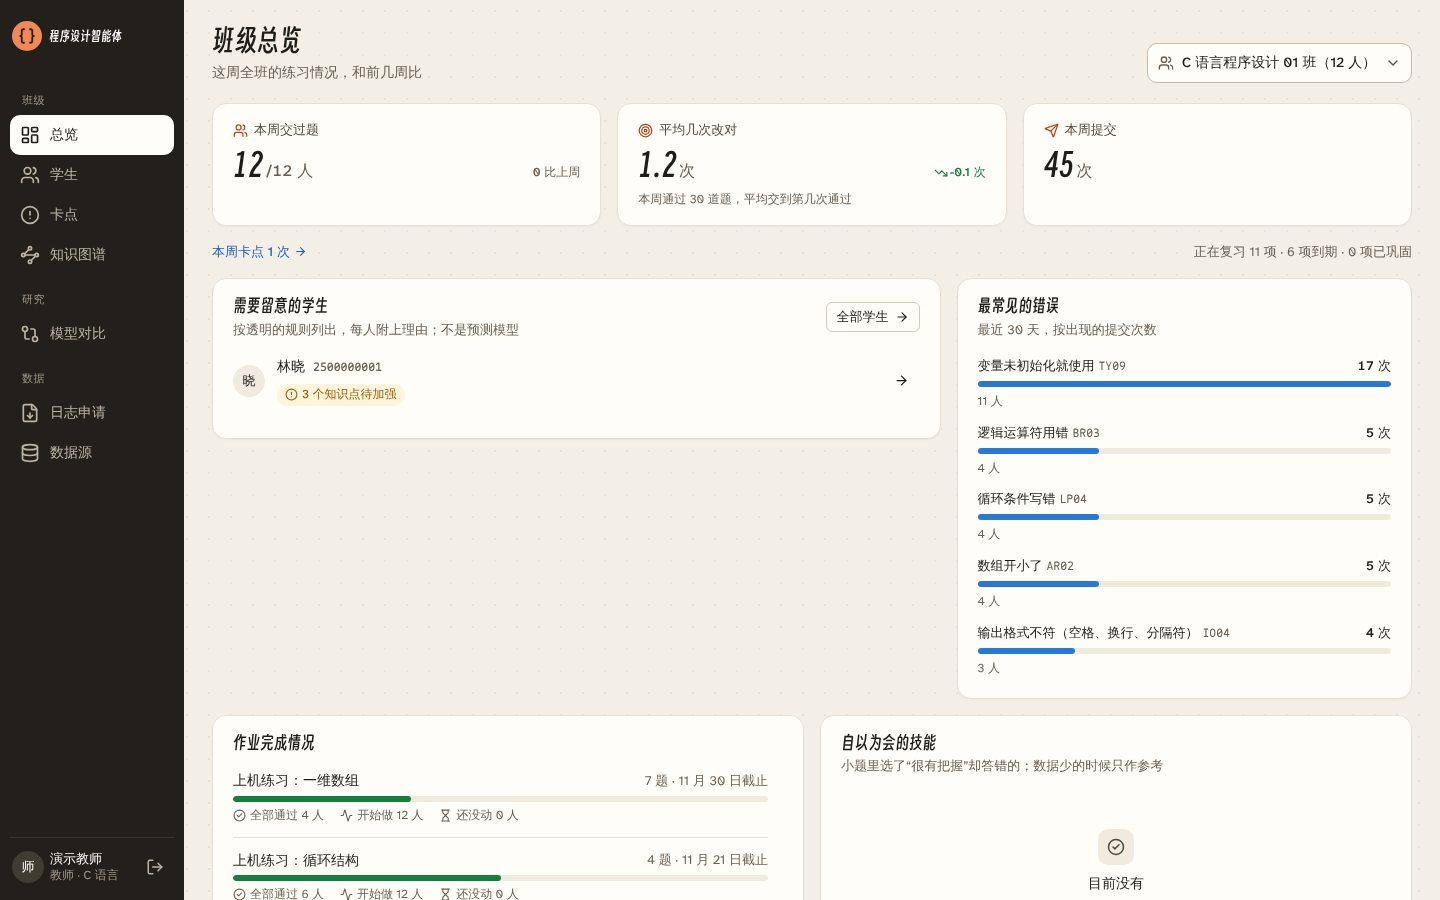 程序设计智能体
班级
总览
学生
卡点
知识图谱
研究
模型对比
数据
日志申请
数据源
师
演示教师
教师 · C 语言
班级总览
这周全班的练习情况，和前几周比
C 语言程序设计 01 班（12 人）
本周交过题
12/12 人
0 比上周
平均几次改对
1.2次
-0.1 次
本周通过 30 道题，平均交到第几次通过
本周提交
45次
本周卡点 1 次
正在复习 11 项 · 6 项到期 · 0 项已巩固
需要留意的学生
按透明的规则列出，每人附上理由；不是预测模型
全部学生
晓
林晓 2500000001
3 个知识点待加强
最常见的错误
最近 30 天，按出现的提交次数
变量未初始化就使用 TY09 17 次
11 人
逻辑运算符用错 BR03 5 次
4 人
循环条件写错 LP04 5 次
4 人
数组开小了 AR02 5 次
4 人
输出格式不符（空格、换行、分隔符） IO04 4 次
3 人
作业完成情况
上机练习：一维数组 7 题 · 11 月 30 日截止
全部通过 4 人 开始做 12 人 还没动 0 人
上机练习：循环结构 4 题 · 11 月 21 日截止
全部通过 6 人 开始做 12 人 还没动 0 人
自以为会的技能
小题里选了“很有把握”却答错的；数据少的时候只作参考
目前没有